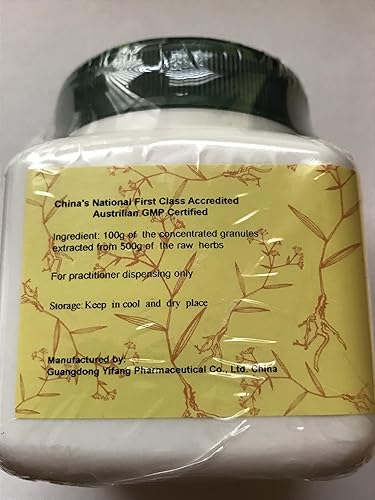 China's National First Class Accredited
Austrilian GMP Certified
Ingredient: 100g of the concentrated granules
extracted from 500g of the raw herbs
For practitioner dispensing only
Storage:Keep in cool and dry place
Manufactured by:
Guangdong Yifang Pharmaceutical Co., Ltd. China